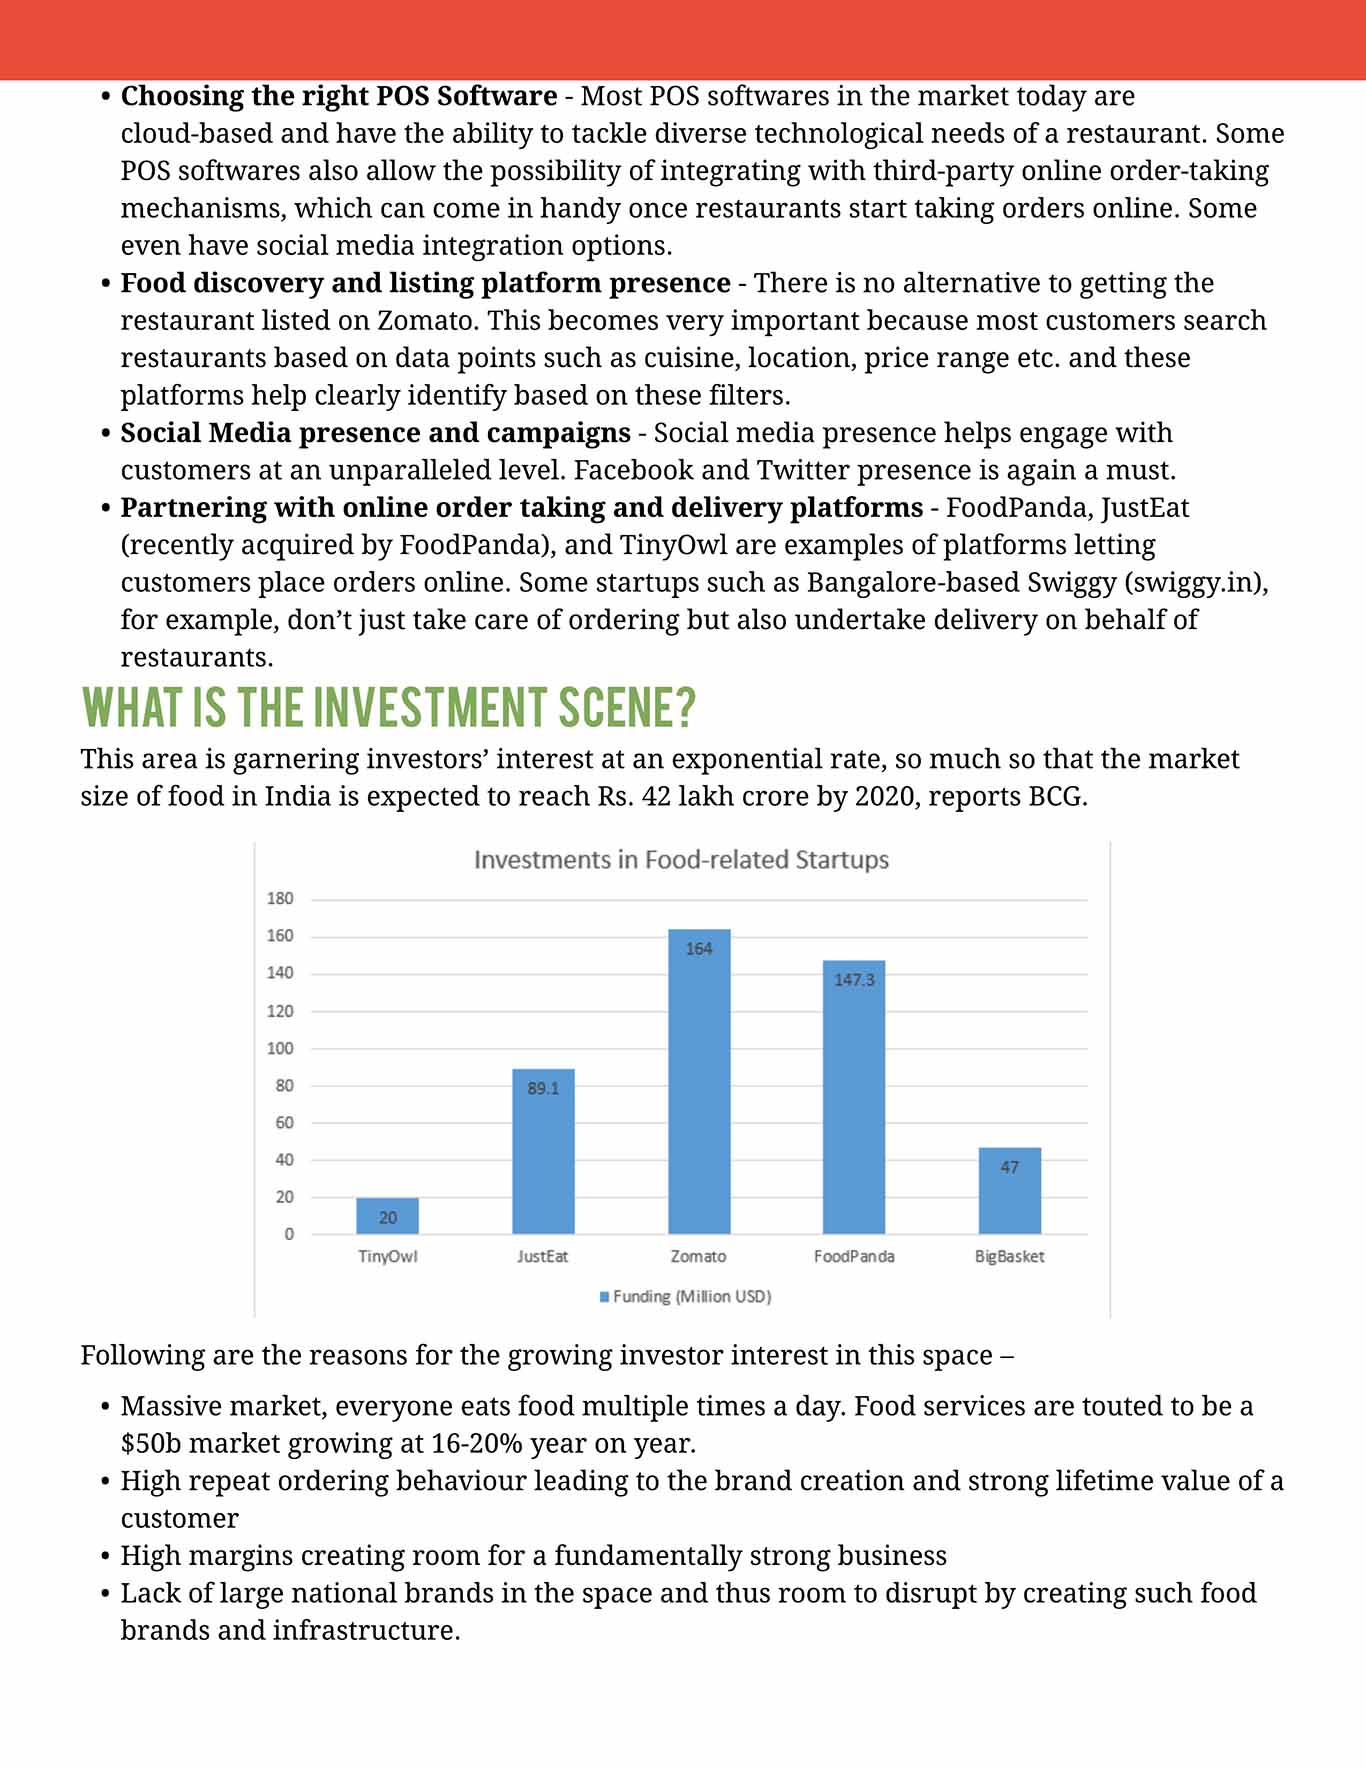 • Choosing the right POS Software - Most POS softwares in the market today are
cloud-based and have the ability to tackle diverse technological needs of a restaurant. Some
POS softwares also allow the possibility of integrating with third-party online order-taking
mechanisms, which can come in handy once restaurants start taking orders online. Some
even have social media integration options.
• Food discovery and listing platform presence - There is no alternative to getting the
restaurant listed on Zomato. This becomes very important because most customers search
restaurants based on data points such as cuisine, location, price range etc. and these
platforms help clearly identify based on these filters.
• Social Media presence and campaigns - Social media presence helps engage with
customers at an unparalleled level. Facebook and Twitter presence is again a must.
• Partnering with online order taking and delivery platforms - FoodPanda, JustEat
(recently acquired by FoodPanda), and TinyOwl are examples of platforms letting
customers place orders online. Some startups such as Bangalore-based Swiggy (swiggy.in),
for example, don’t just take care of ordering but also undertake delivery on behalf of
restaurants.
WHAT IS THE INVESTMENT SCENE?
This area is garnering investors’ interest at an exponential rate, so much so that the market
size of food in India is expected to reach Rs. 42 lakh crore by 2020, reports BCG.
Investments in Food-related Startups
180
160
140
120
100
80
60
40
20
0
20
89.1
164
147.3
47
TinyOwl JustEat Zomato FoodPanda BigBasket
Funding (Million USD)
Following are the reasons for the growing investor interest in this space –
• Massive market, everyone eats food multiple times a day. Food services are touted to be a
$50b market growing at 16-20% year on year.
• High repeat ordering behaviour leading to the brand creation and strong lifetime value of a
customer
• High margins creating room for a fundamentally strong business
• Lack of large national brands in the space and thus room to disrupt by creating such food
brands and infrastructure.